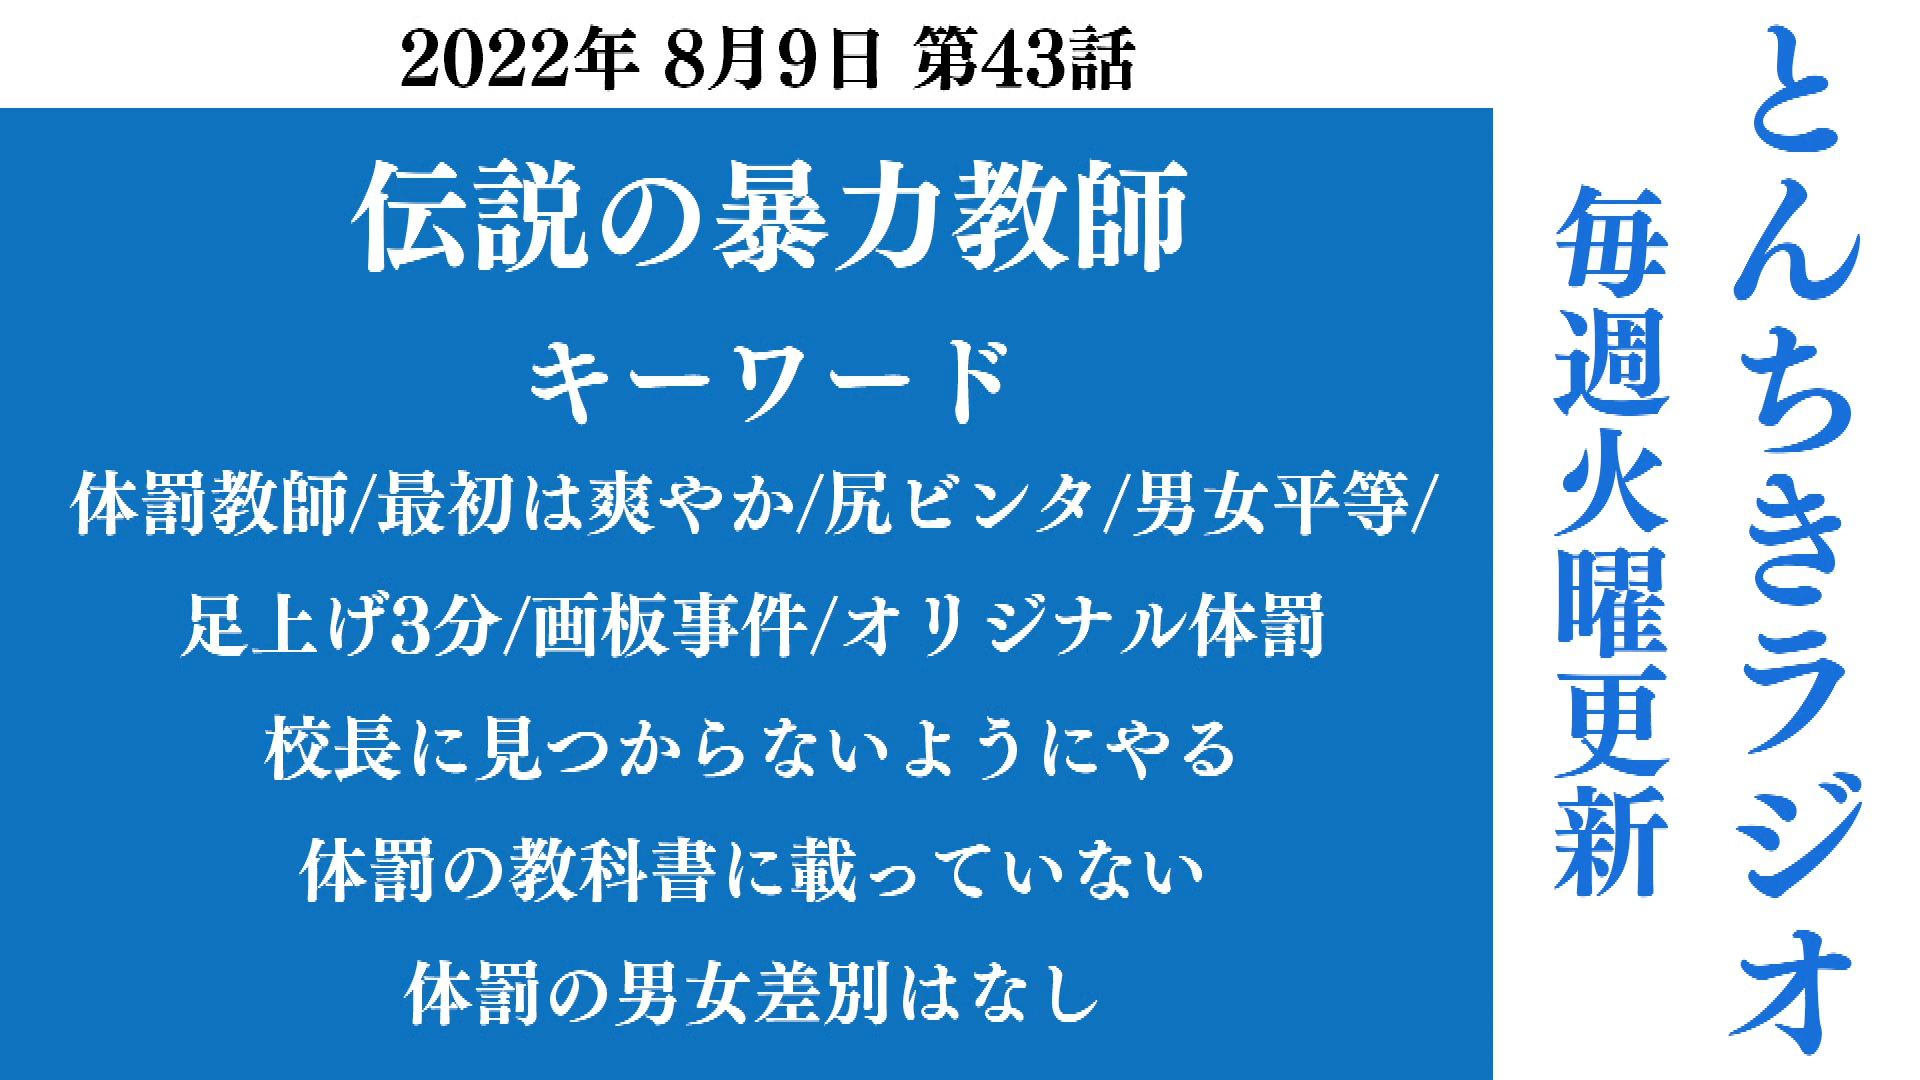 2022年 8月9日 第43話
伝説の暴力教師
キーワード
体罰教師/最初は爽やか/尻ビンタ/男女平等/
足上げ3分/画板事件/オリジナル体罰
校長に見つからないようにやる
体罰の教科書に載っていない
体罰の男女差別はなし
とんちきラジオ
毎週火曜更新